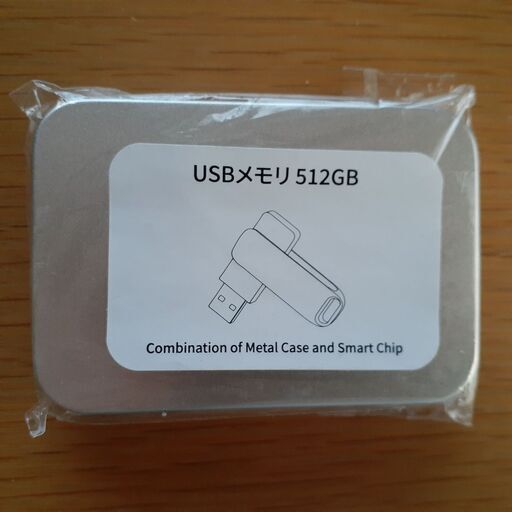 USBメモリ 512GB
Combination of Metal Case and Smart Chip